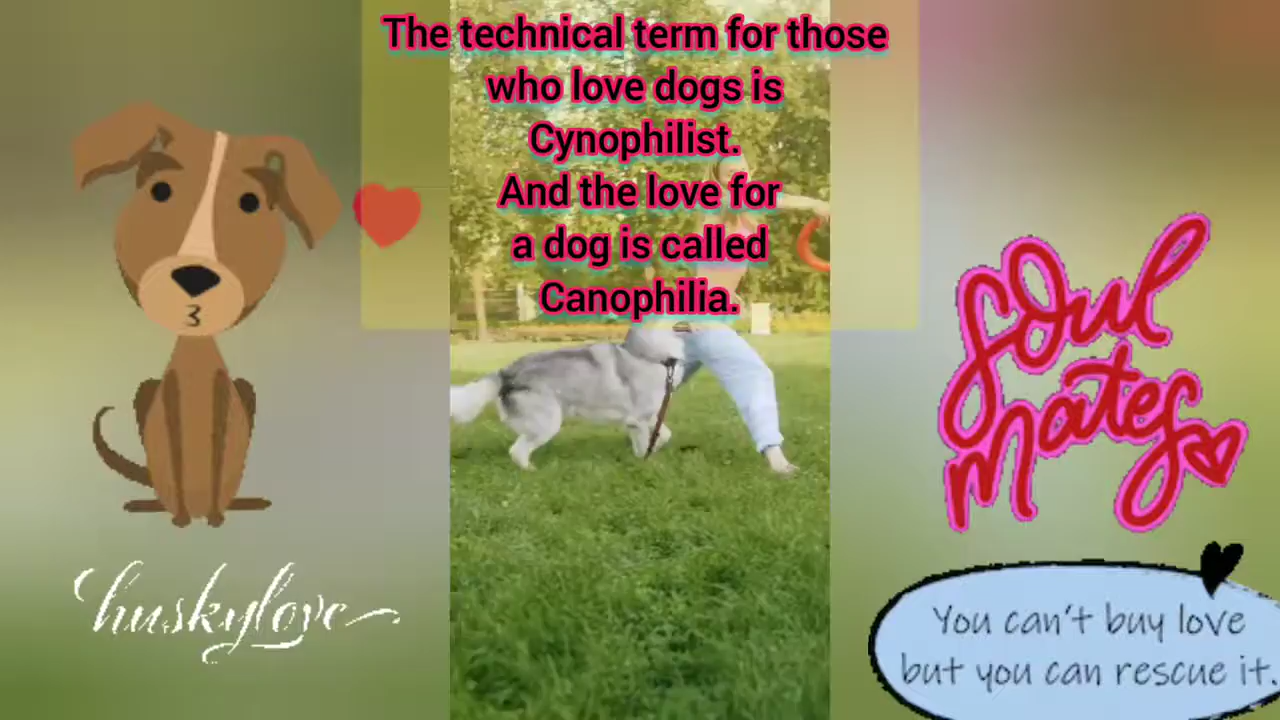 The technical term for those
who love dogs is
Cynophilist.
And the love for
a dog is called
Canophilia.
Soul
mates
huskylove
You can't buy love
but you can rescue it.